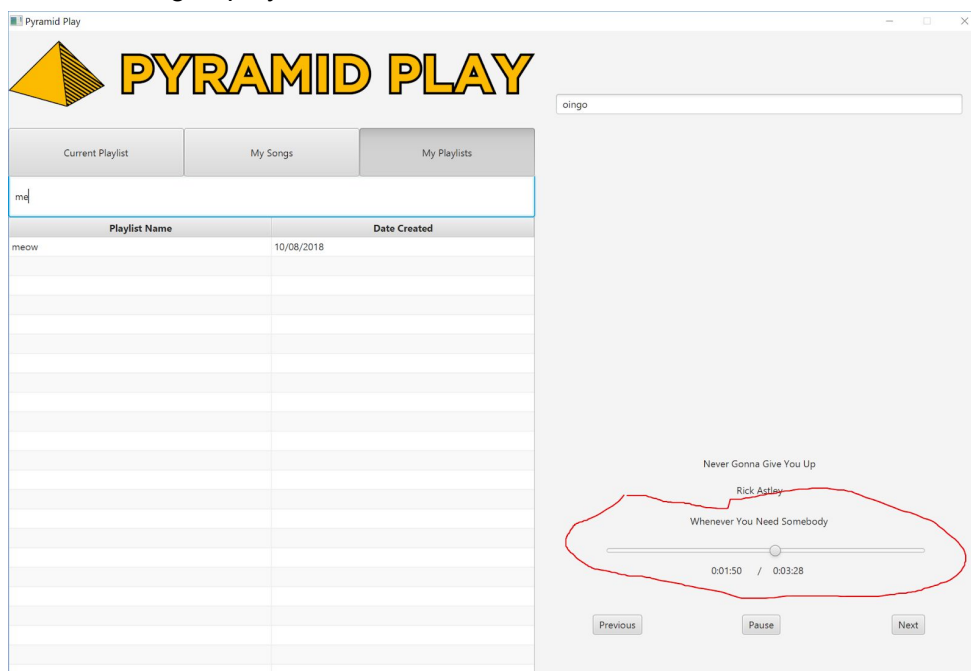 Pyramid Play
PYRAMID PLAY
oingo
Current Playlist My Songs My Playlists
me
Playlist Name Date Created
meow 10/08/2018
Never Gonna Give You Up
Rick Astley
Whenever You Need Somebody
0:01:50 / 0:03:28
Previous Pause Next